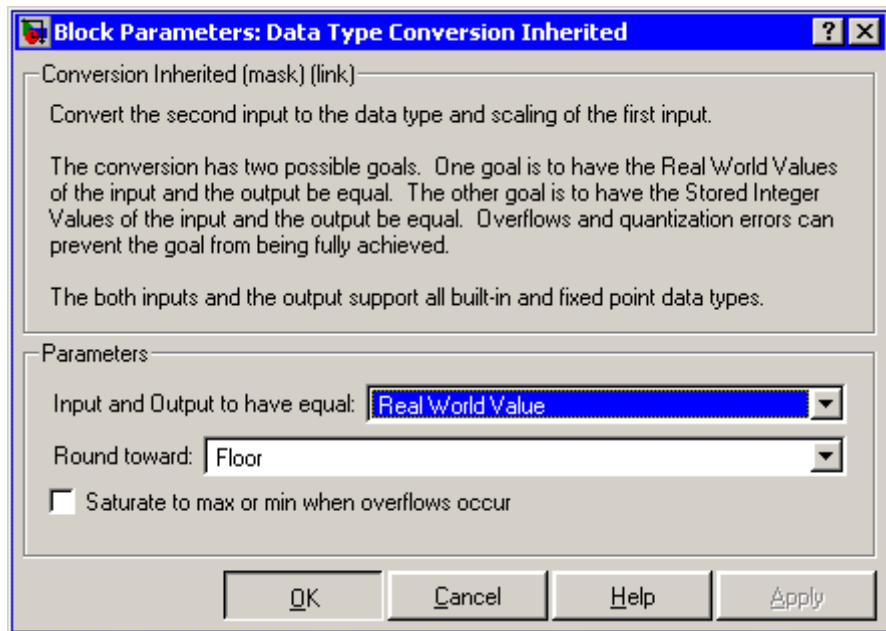 Block Parameters: Data Type Conversion Inherited
Conversion Inherited (mask) (link)
Convert the second input to the data type and scaling of the first input.
The conversion has two possible goals.  One goal is to have the Real World Values
of the input and the output be equal.  The other goal is to have the Stored Integer
Values of the input and the output be equal.  Overflows and quantization errors can
prevent the goal from being fully achieved.
The both inputs and the output support all built-in and fixed point data types.
Parameters
Input and Output to have equal: Real World Value
Round toward: Floor
Saturate to max or min when overflows occur
OK Cancel Help Apply